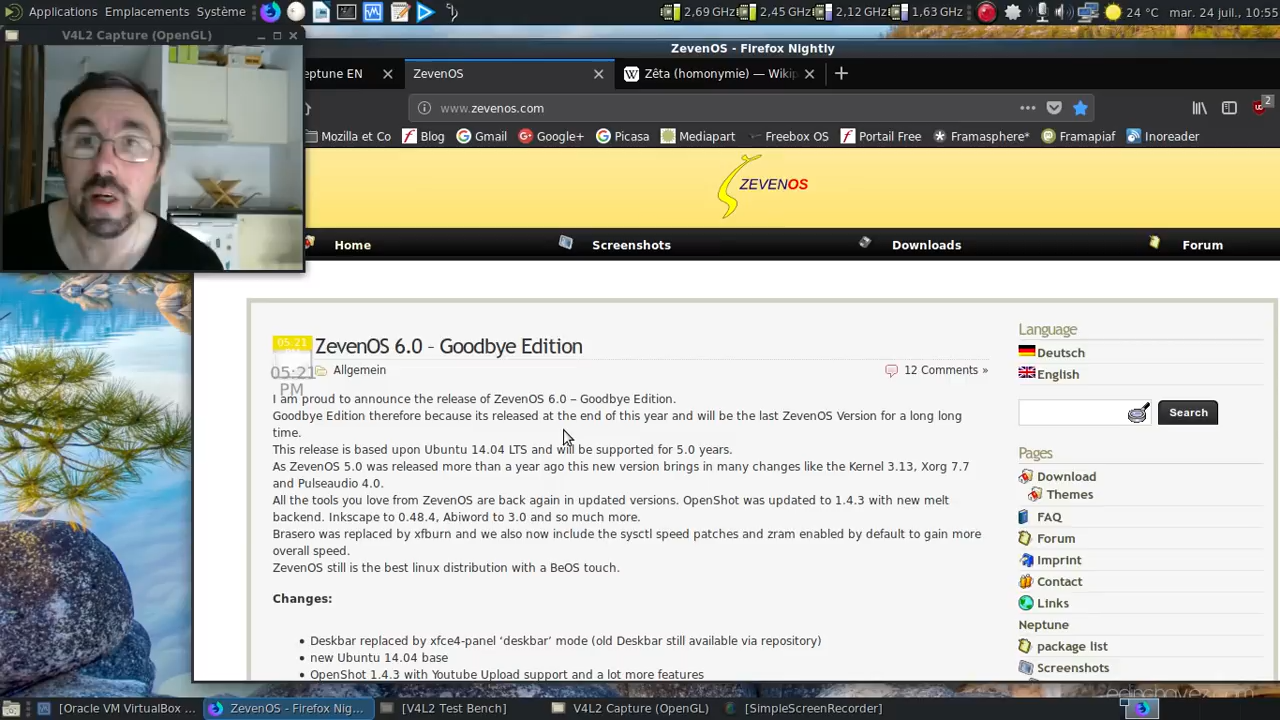 Applications Emplacements Système
2,69 GHz 2,45 GHz 2,12 GHz 1,63 GHz
24 °C mar. 24 juil., 10:55
V4L2 Capture (OpenGL)
ZevenOS - Firefox Nightly
eptune EN
ZevenOS
W Zêta (homonymie) — Wikip
www.zevenos.com
2
Mozilla et Co
Blog
Gmail
Google+
Picasa
Mediapart
Freebox OS
Portail Free
Framasphere*
Framapiaf
Inoreader
ZEVENOS
Home
Screenshots
Downloads
Forum
05.21
05:21
PM
ZevenOS 6.0 – Goodbye Edition
Allgemein
12 Comments »
I am proud to announce the release of ZevenOS 6.0 – Goodbye Edition.
Goodbye Edition therefore because its released at the end of this year and will be the last ZevenOS Version for a long long
time.
This release is based upon Ubuntu 14.04 LTS and will be supported for 5.0 years.
As ZevenOS 5.0 was released more than a year ago this new version brings in many changes like the Kernel 3.13, Xorg 7.7
and Pulseaudio 4.0.
All the tools you love from ZevenOS are back again in updated versions. OpenShot was updated to 1.4.3 with new melt
backend. Inkscape to 0.48.4, Abiword to 3.0 and so much more.
Brasero was replaced by xfburn and we also now include the sysctl speed patches and zram enabled by default to gain more
overall speed.
ZevenOS still is the best linux distribution with a BeOS touch.
Changes:
• Deskbar replaced by xfce4-panel ‘deskbar’ mode (old Deskbar still available via repository)
• new Ubuntu 14.04 base
• OpenShot 1.4.3 with Youtube Upload support and a lot more features
Language
Deutsch
English
Search
Pages
Download
Themes
FAQ
Forum
Imprint
Contact
Links
Neptune
package list
Screenshots
[Oracle VM VirtualBox ...
ZevenOS - Firefox Nig...
[V4L2 Test Bench]
V4L2 Capture (OpenGL)
[SimpleScreenRecorder]